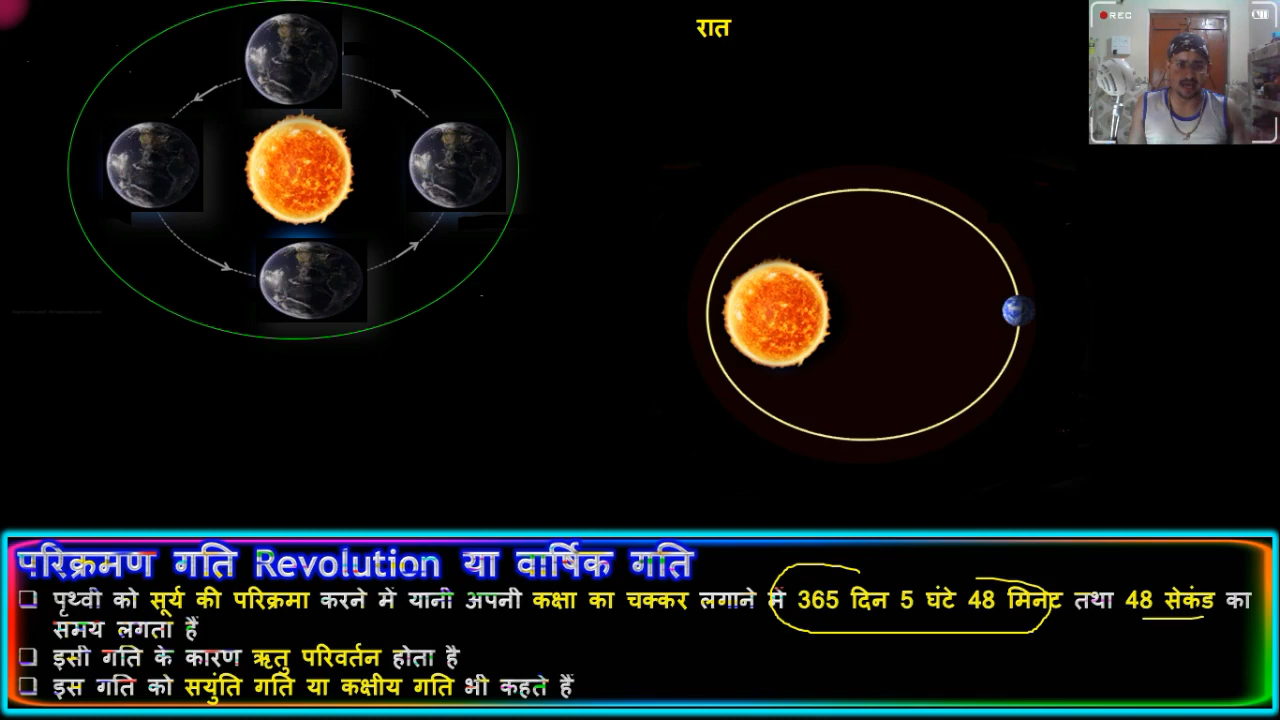 रात
REC
परिक्रमण गति Revolution या वार्षिक गति
❑ पृथ्वी को सूर्य की परिक्रमा करने में यानी अपनी कक्षा का चक्कर लगाने में 365 दिन 5 घंटे 48 मिनट तथा 48 सेकंड का
समय लगता हैं
❑ इसी गति के कारण ऋतु परिवर्तन होता है
❑ इस गति को सयुंति गति या कक्षीय गति भी कहते हैं